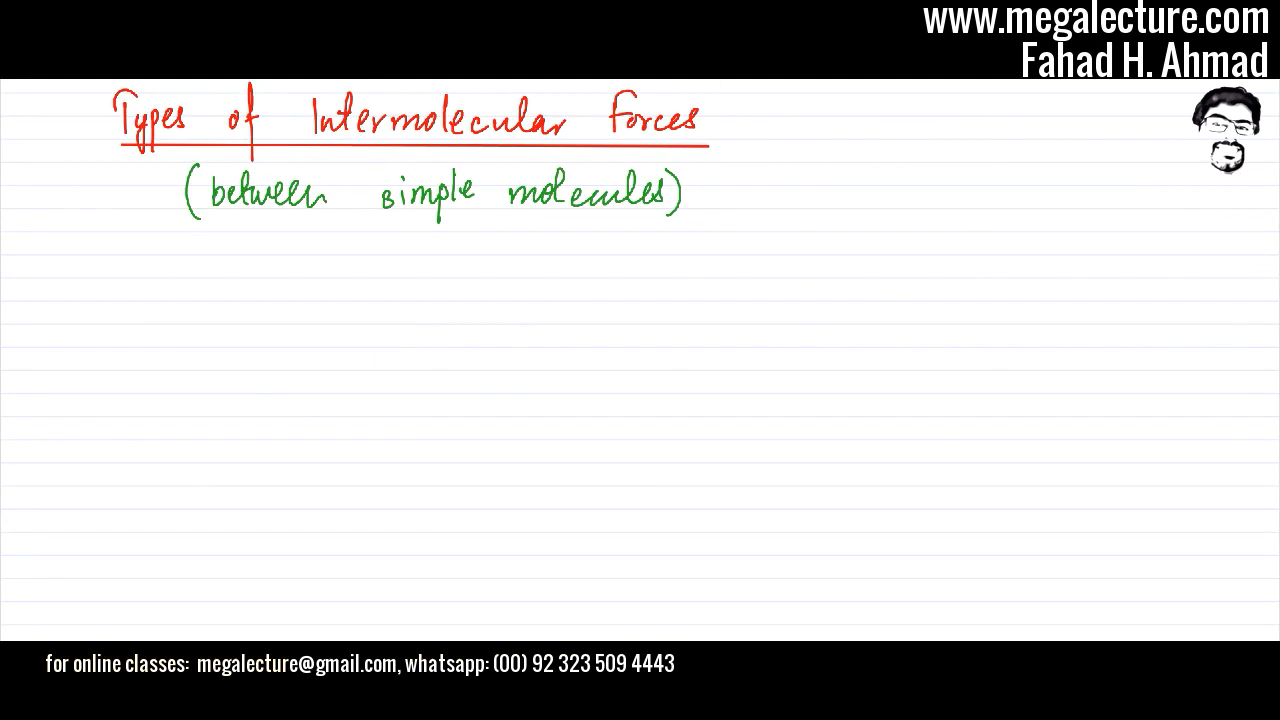 www.megalecture.com
Fahad H. Ahmad
Types of Intermolecular Forces
(between simple molecules)
for online classes: megalecture@gmail.com, whatsapp: (00) 92 323 509 4443